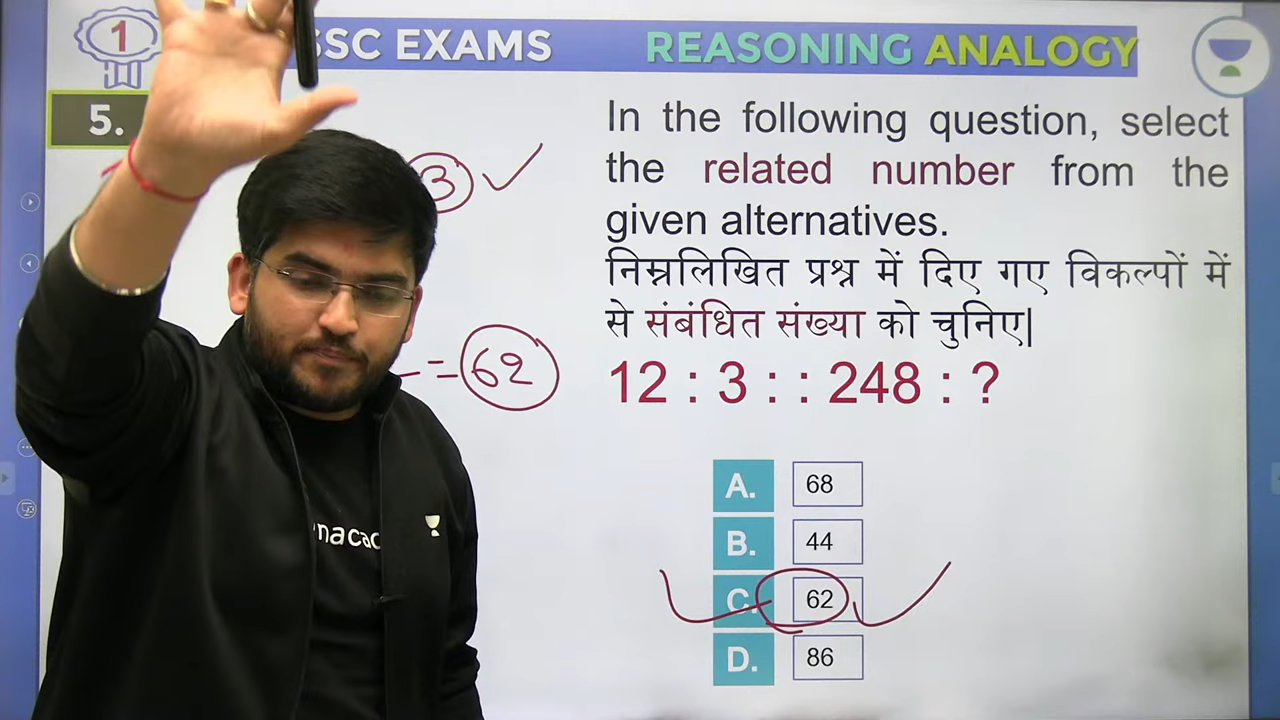 1
SSC EXAMS
REASONING ANALOGY
5.
3
= 62
In the following question, select
the related number from the
given alternatives.
निम्नलिखित प्रश्न में दिए गए विकल्पों में
से संबंधित संख्या को चुनिए|
12 : 3 : : 248 : ?
A. 68
B. 44
C. 62
D. 86